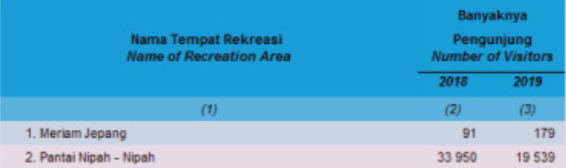 Banyaknya
Nama Tempat Rekreasi Pengunjung
Name of Recreation Area Number of Visitors
2018 2019
(1) (2) (3)
1. Meriam Jepang 91 179
2. Pantai Nipah - Nipah 33 950 19 539